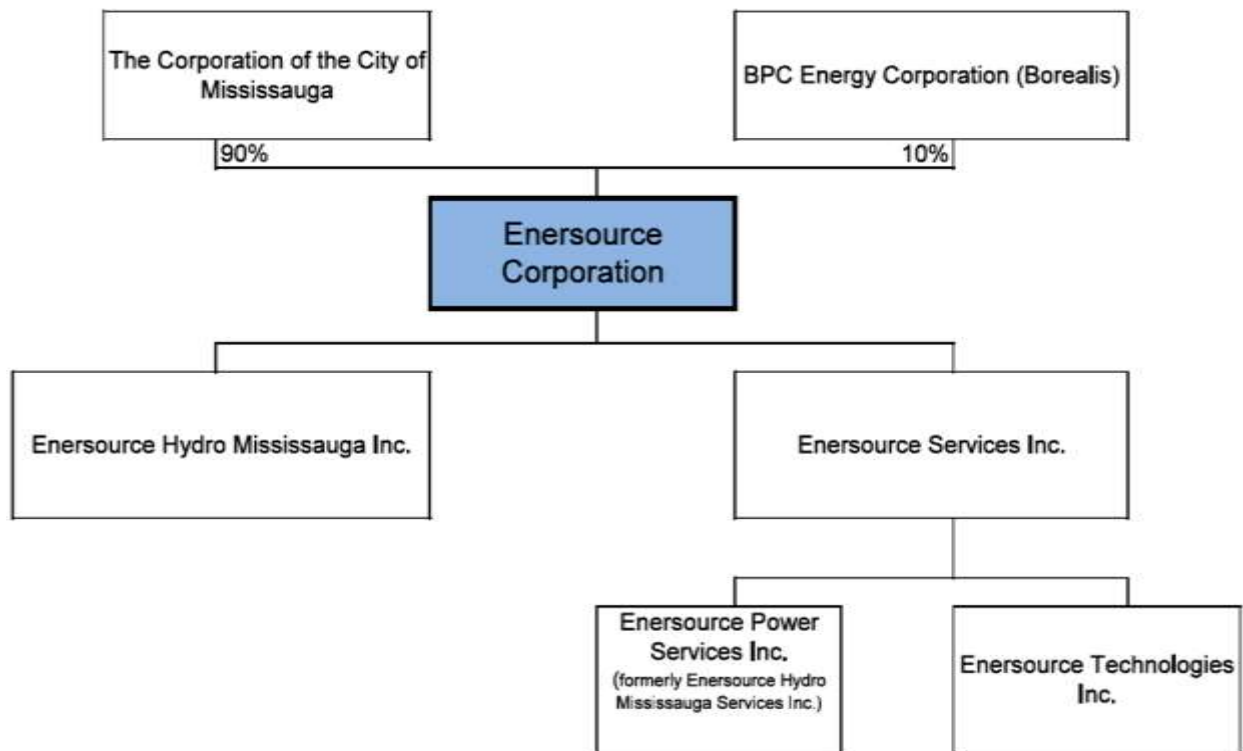 The Corporation of the City of
Mississauga
BPC Energy Corporation (Borealis)
90%
10%
Enersource
Corporation
Enersource Hydro Mississauga Inc.
Enersource Services Inc.
Enersource Power
Services Inc.
(formerly Enersource Hydro
Mississauga Services Inc.)
Enersource Technologies
Inc.